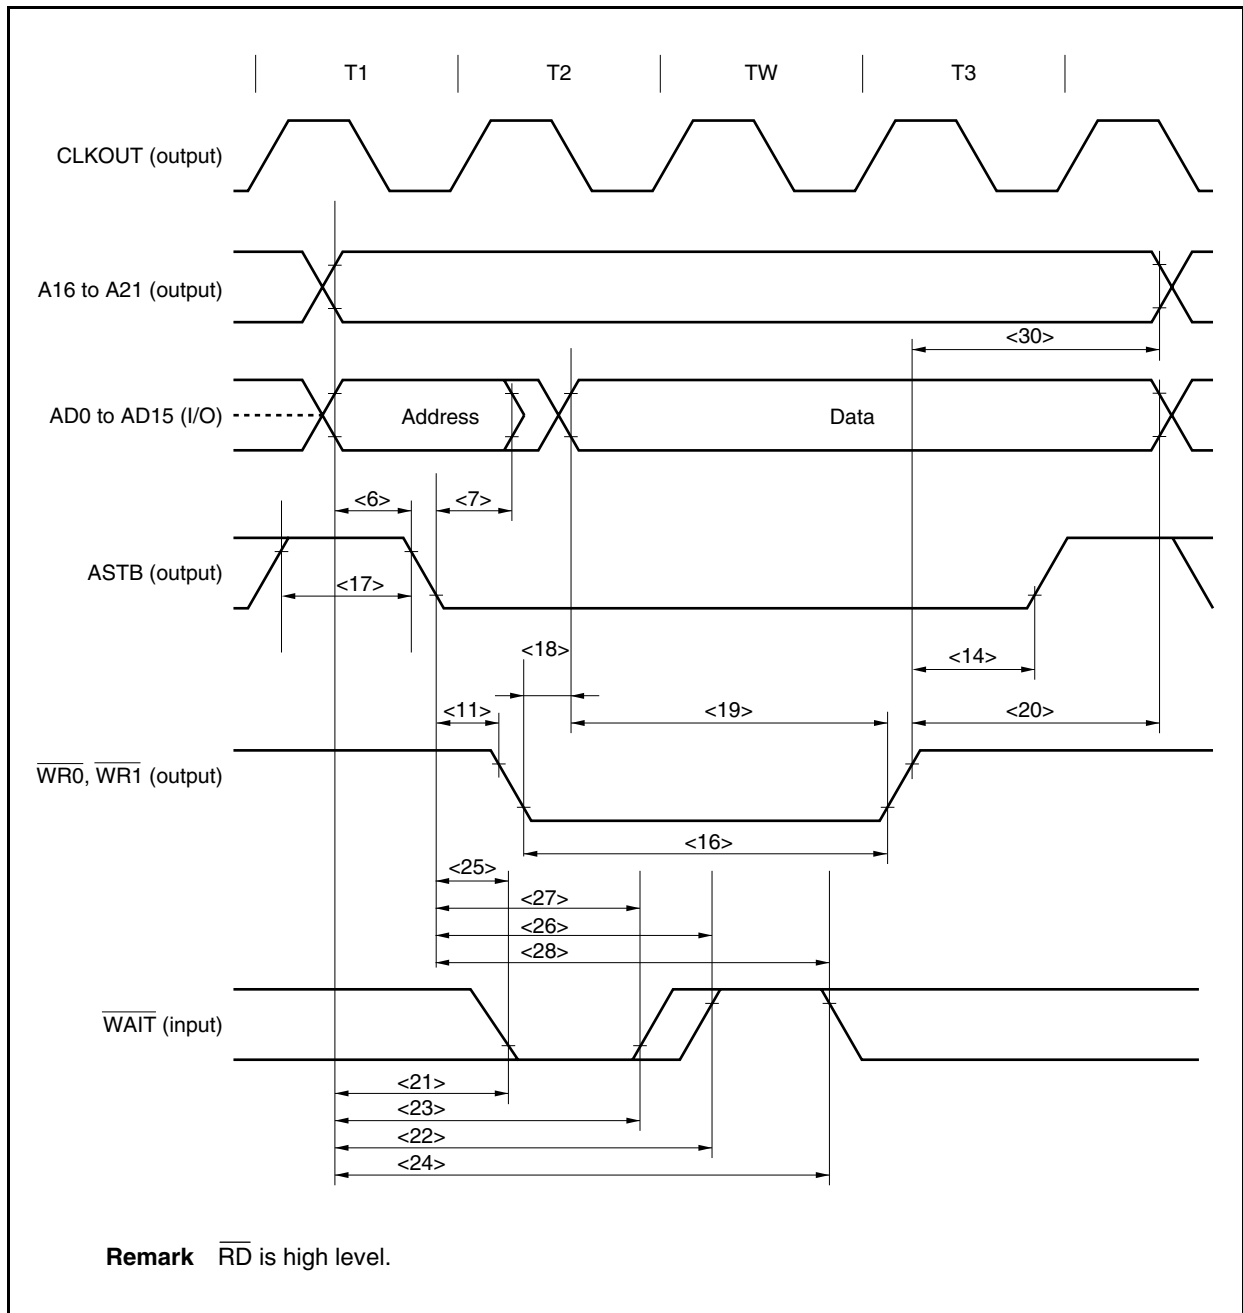 T1 T2 TW T3
CLKOUT (output)
A16 to A21 (output)
<30>
AD0 to AD15 (I/O) Address Data
<6> <7>
ASTB (output)
<17>
<18> <14>
<11> <19> <20>
WR0, WR1 (output)
<16>
<25>
<27>
<26>
<28>
WAIT (input)
<21>
<23>
<22>
<24>
Remark RD is high level.